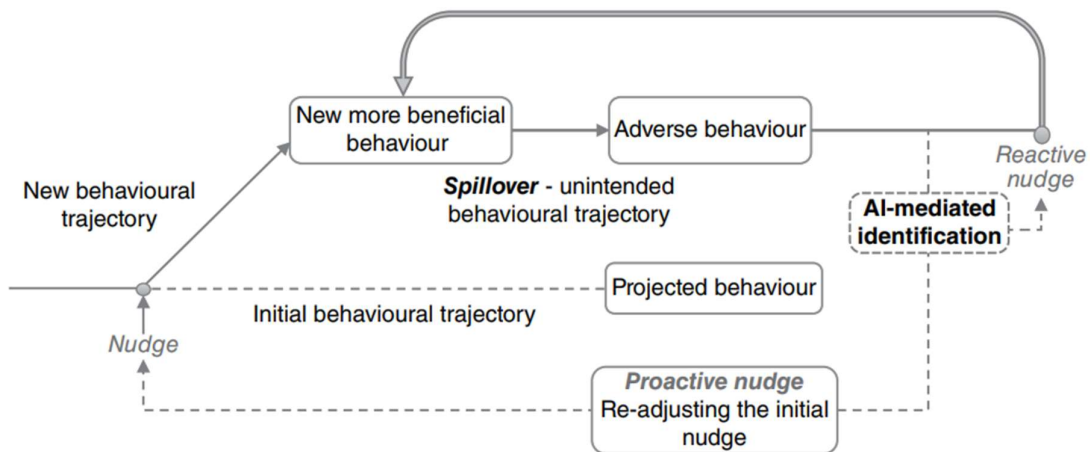 New more beneficial
behaviour
Adverse behaviour
Reactive
nudge
New behavioural
trajectory
Spillover - unintended
behavioural trajectory
AI-mediated
identification
Projected behaviour
Initial behavioural trajectory
Nudge
Proactive nudge
Re-adjusting the initial
nudge